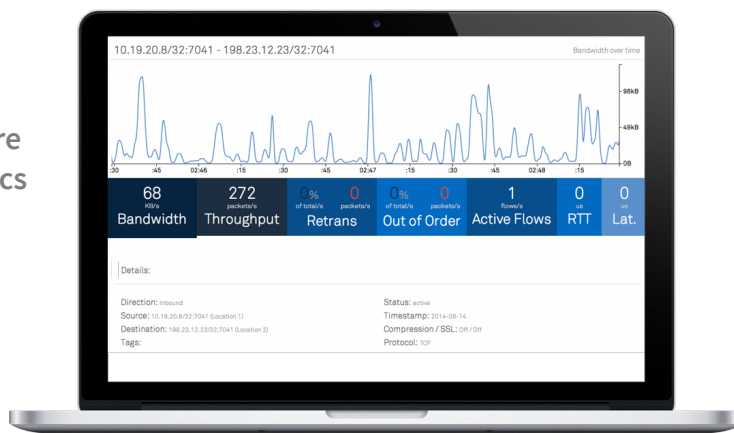 re
cs
10.19.20.8/32:7041 - 198.23.12.23/32:7041
Bandwidth over time
98kB
49kB
0B
:30 :45 02:46 :15 :30 :45 02:47 :15 :30 :45 02:48 :15
68
KB/s
Bandwidth
272
packets/s
Throughput
0% 0
of total/s packets/s
Retrans
0% 0
of total/s packets/s
Out of Order
1
flows/s
Active Flows
0
us
RTT
0
us
Lat.
Details:
Direction: Inbound
Source: 10.19.20.8/32:7041 (Location 1)
Destination: 198.23.12.23/32:7041 (Location 2)
Tags:
Status: active
Timestamp: 2014-08-14
Compression / SSL: Off / Off
Protocol: TCP